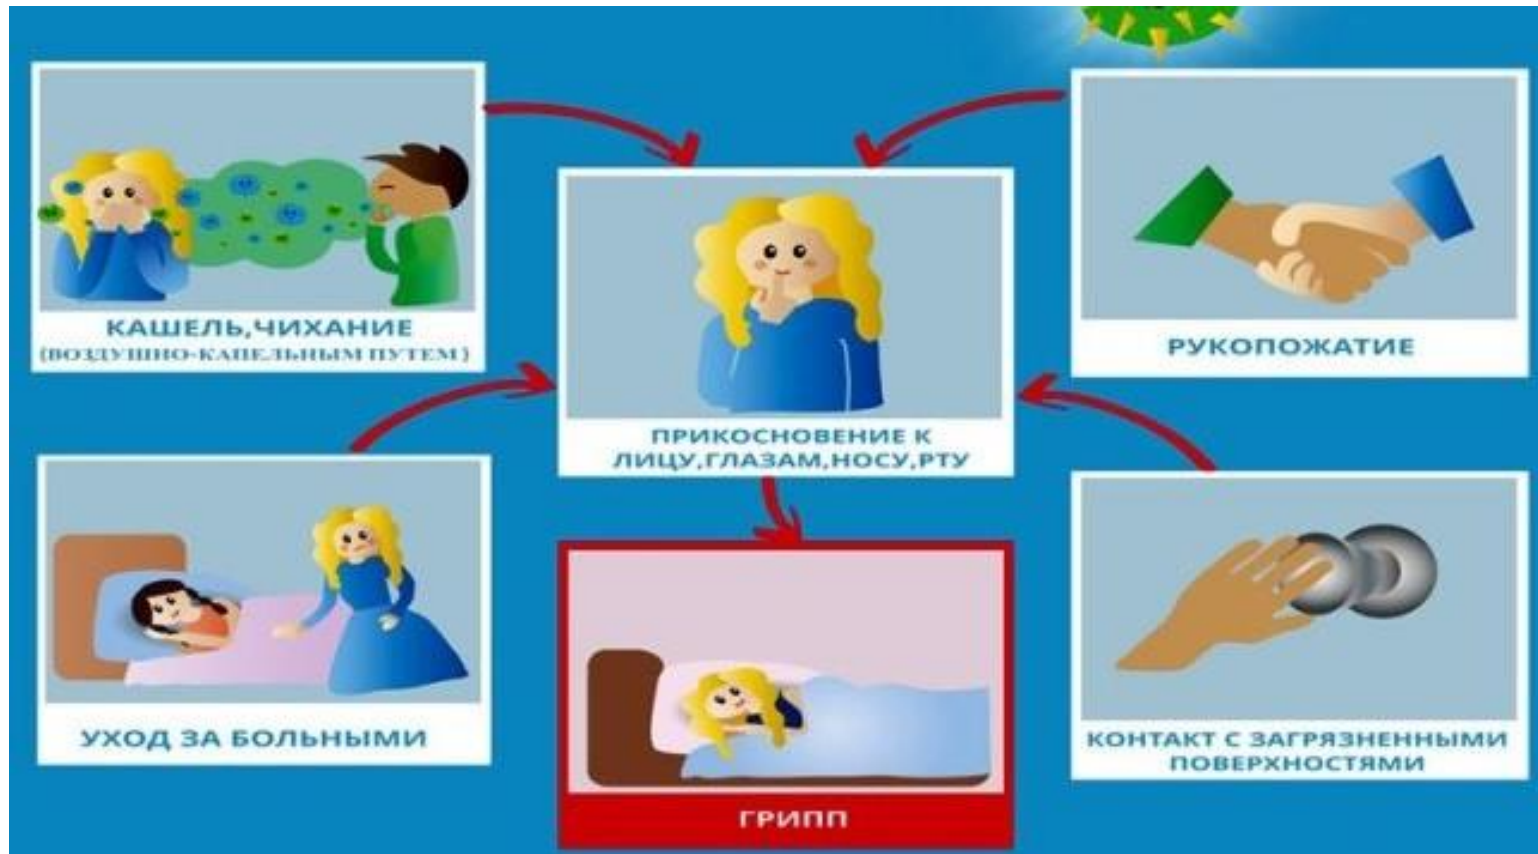 КАШЕЛЬ,ЧИХАНИЕ
(ВОЗДУШНО-КАПЕЛЬНЫМ ПУТЕМ)
РУКОПОЖАТИЕ
ПРИКОСНОВЕНИЕ К
ЛИЦУ,ГЛАЗАМ,НОСУ,РТУ
УХОД ЗА БОЛЬНЫМИ
КОНТАКТ С ЗАГРЯЗНЕННЫМИ
ПОВЕРХНОСТЯМИ
ГРИПП